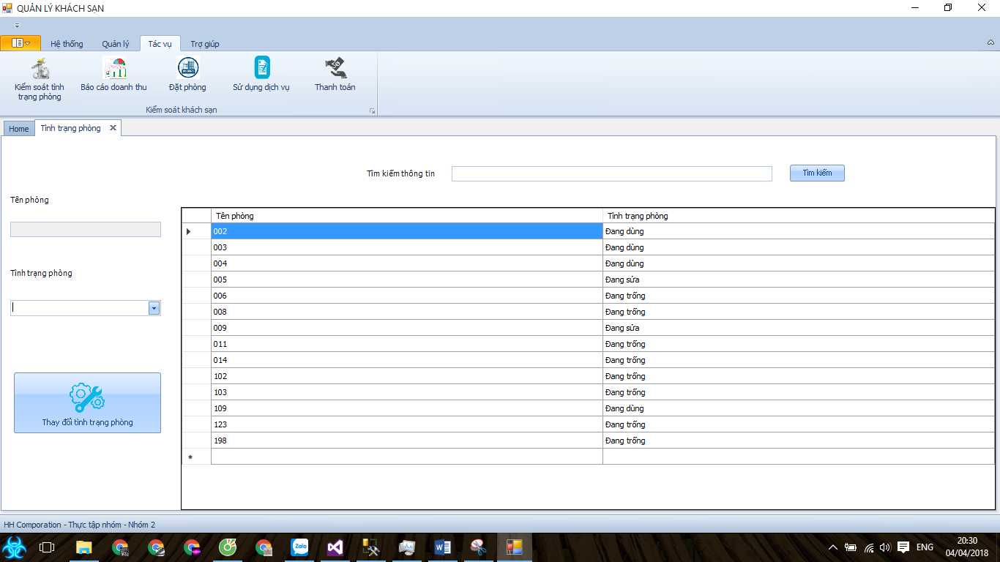 QUẢN LÝ KHÁCH SẠN
Hệ thống Quản lý Tác vụ Trợ giúp
Kiểm soát tình trạng phòng
Báo cáo doanh thu
Đặt phòng
Sử dụng dịch vụ
Thanh toán
Kiểm soát khách sạn
Home Tình trạng phòng
Tìm kiếm thông tin
Tìm kiếm
Tên phòng
Tình trạng phòng
Thay đổi tình trạng phòng
Tên phòng Tình trạng phòng
002 Đang dùng
003 Đang dùng
004 Đang dùng
005 Đang sửa
006 Đang trống
008 Đang trống
009 Đang sửa
011 Đang trống
014 Đang trống
102 Đang trống
103 Đang trống
109 Đang dùng
123 Đang trống
198 Đang trống
*
HH Comporation - Thực tập nhóm - Nhóm 2
Zalo
ENG
20:30
04/04/2018